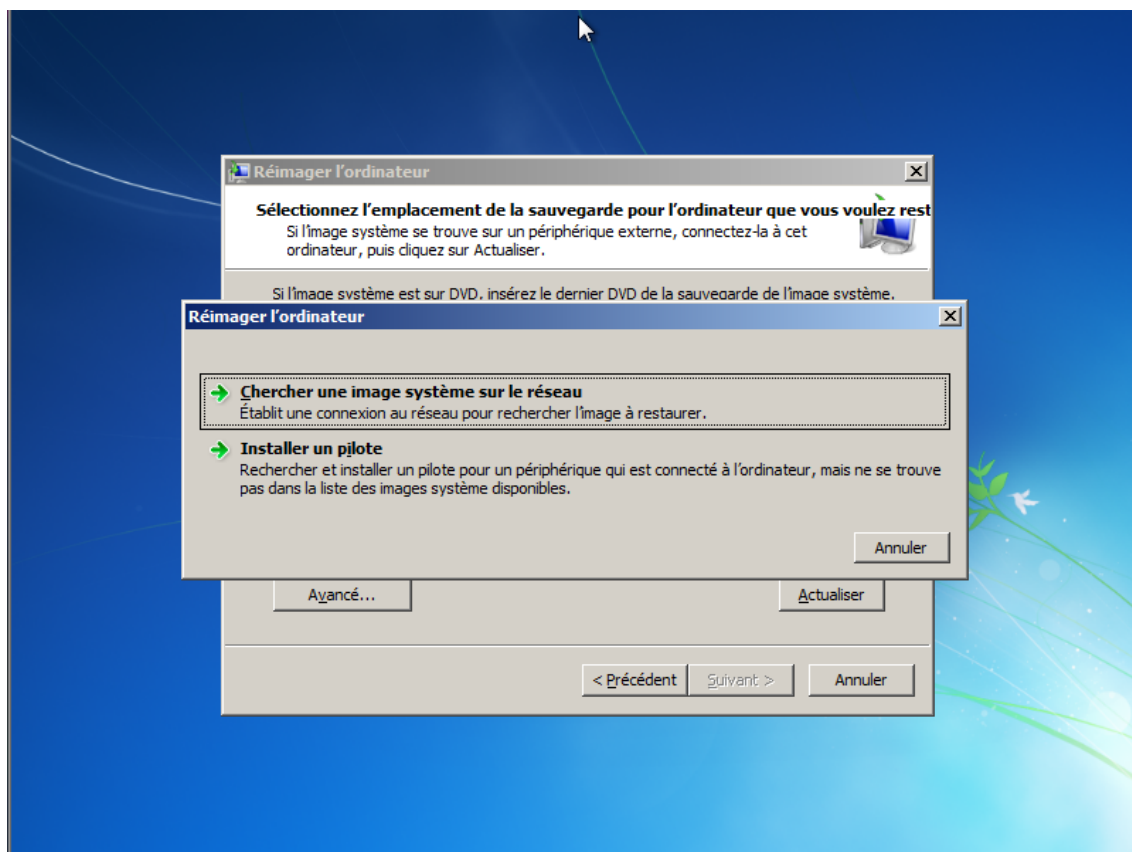 Réimager l'ordinateur
Sélectionnez l'emplacement de la sauvegarde pour l'ordinateur que vous voulez rest
Si l'image système se trouve sur un périphérique externe, connectez-la à cet
ordinateur, puis cliquez sur Actualiser.
Si l'image système est sur DVD, insérez le dernier DVD de la sauvegarde de l'image système.
Réimager l'ordinateur
Chercher une image système sur le réseau
Établit une connexion au réseau pour rechercher l'image à restaurer.
Installer un pilote
Rechercher et installer un pilote pour un périphérique qui est connecté à l'ordinateur, mais ne se trouve
pas dans la liste des images système disponibles.
Annuler
Avancé...
Actualiser
< Précédent
Suivant >
Annuler